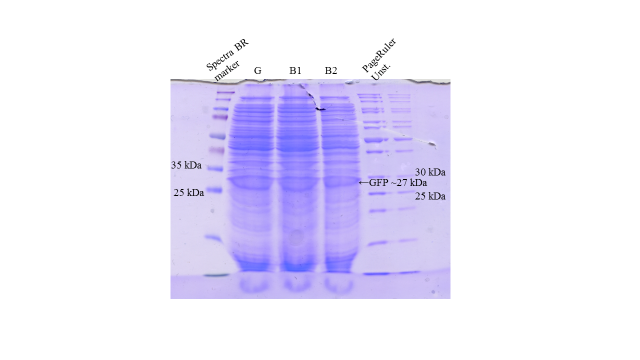 Spectra BR
marker
G
B1
B2
PageRuler
Unst.
35 kDa
30 kDa
←GFP ~27 kDa
25 kDa
25 kDa